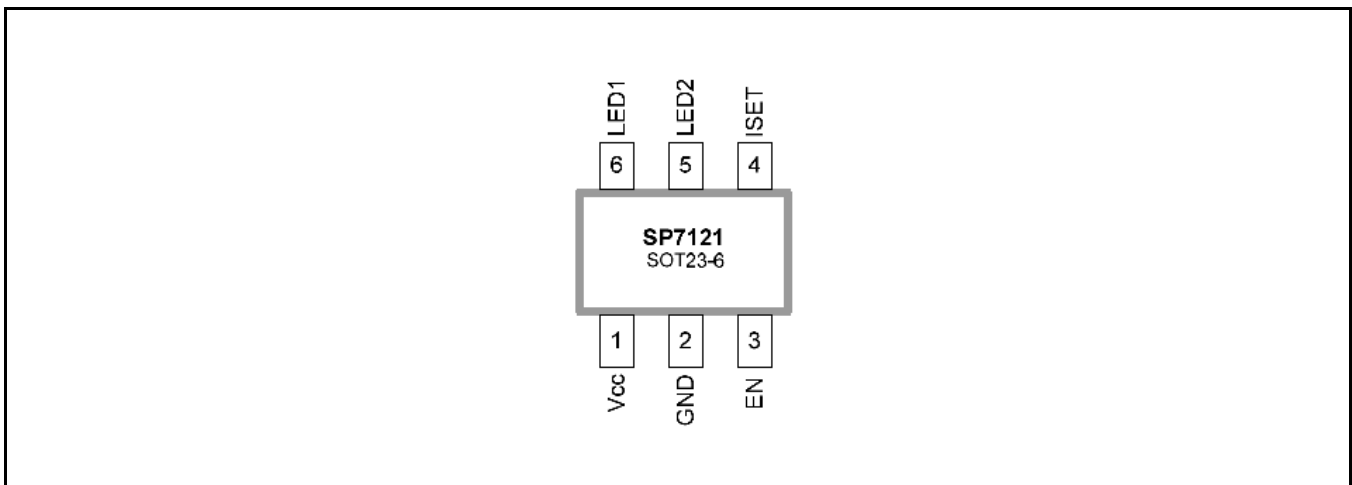 LED1
LED2
ISET
6
5
4
SP7121
SOT23-6
1
2
3
Vcc
GND
EN